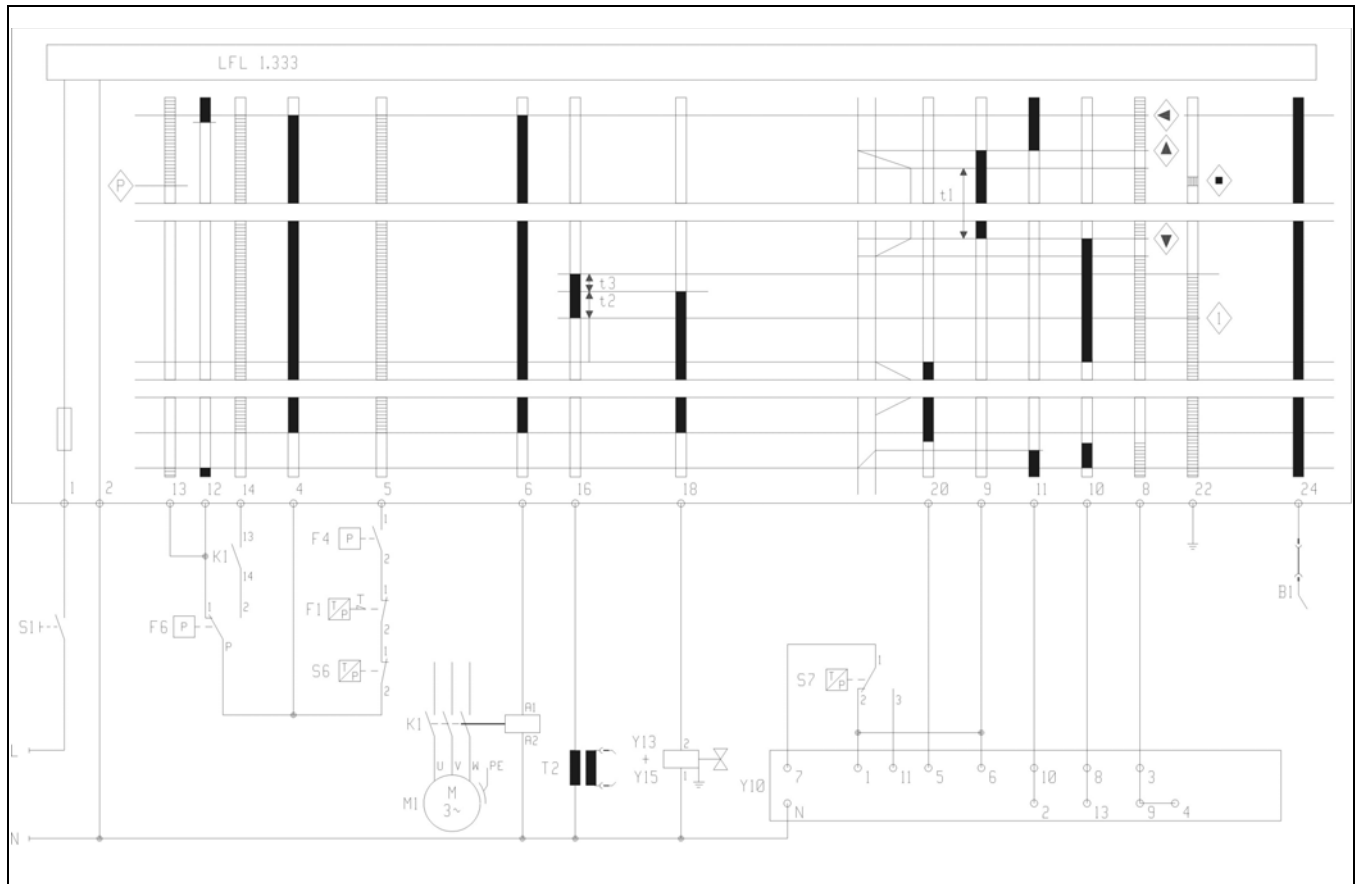 LFL 1.333
P
t1
t3
t2
1
1 2 13 12 14 4 5 6 16 18 20 9 11 10 8 22 24
13
K1
14
1 2
F6 P
P
S1
1
F4 P
2
1
F1 T/P T
2
1
S6 T/P
2
K1
A1
A2
U V W PE
M1 M
3~
T2
Y13
+
Y15
2
1
S7 T/P
1
2 3
B1
L
N
Y10
7 1 11 5 6 10 8 3
N 2 13 9 4